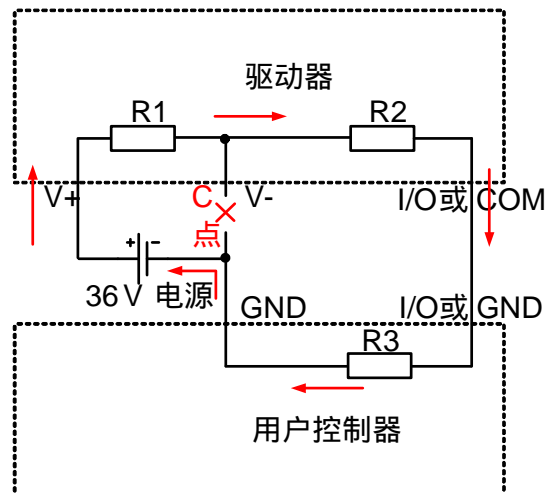 驱动器
R1
R2
V+
C
点
V-
I/O或 COM
+ -
36V 电源
GND
I/O或 GND
R3
用户控制器